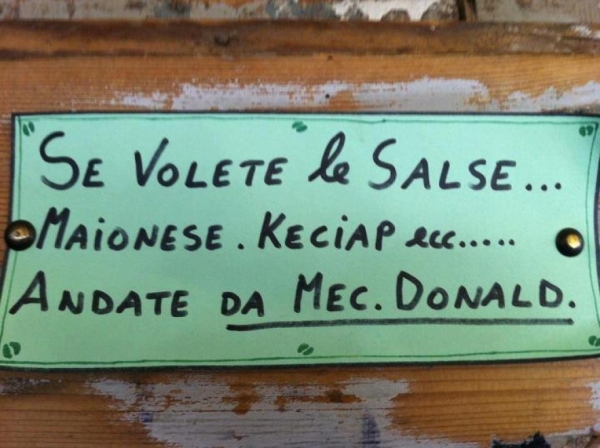 SE VOLETE le SALSE...
MAIONESE. KECIAP ecc.....
ANDATE DA MEC. DONALD.